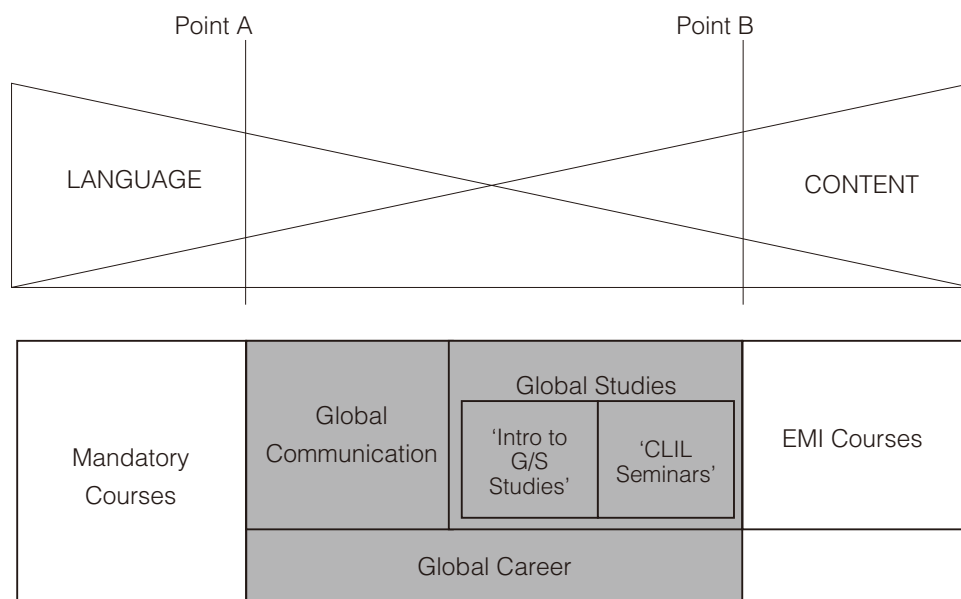 Point A
Point B
LANGUAGE
CONTENT
Mandatory
Courses
Global
Communication
Global Studies
‘Intro to
G/S
Studies’
‘CLIL
Seminars’
EMI Courses
Global Career